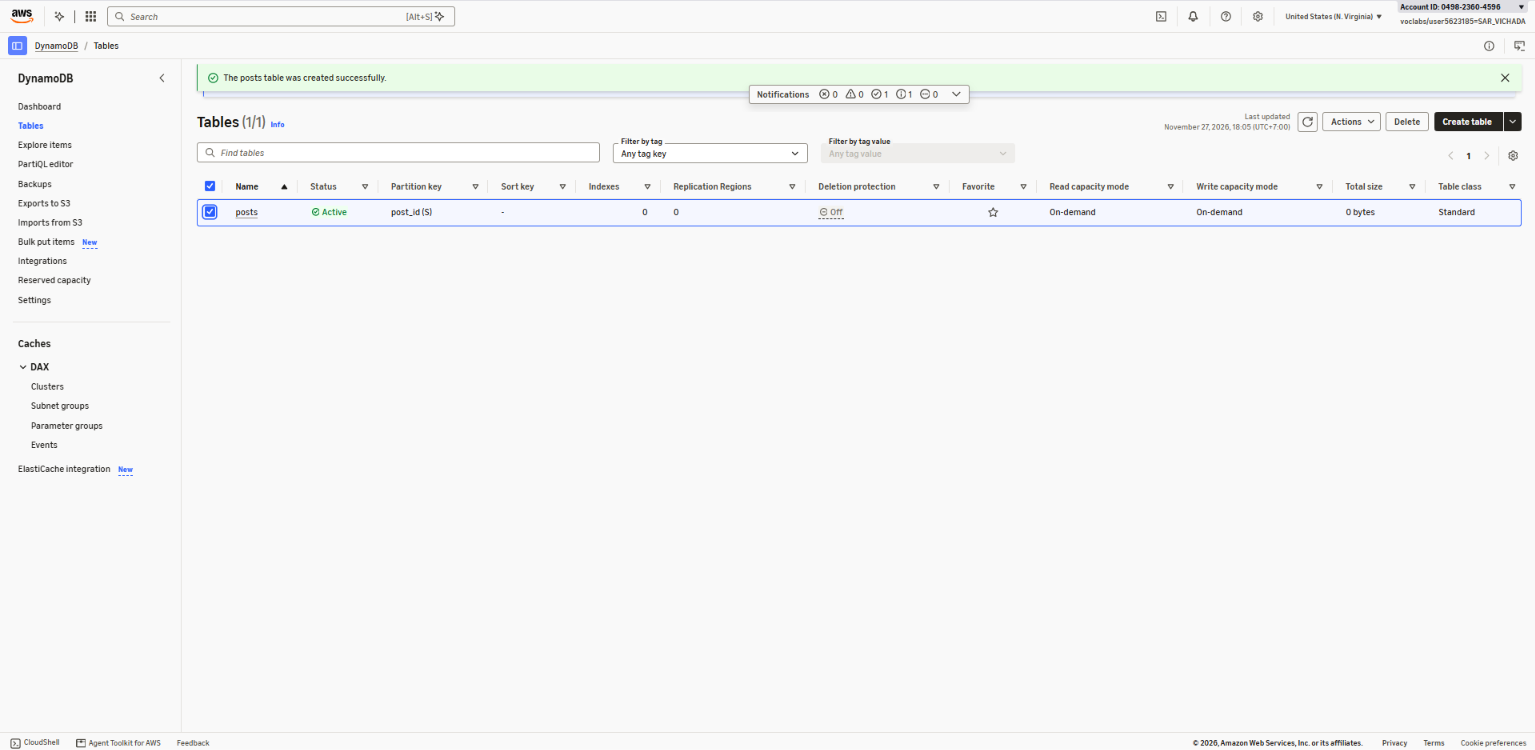 aws
Search [Alt+S]
United States (N. Virginia)
Account ID: 0498-2360-4596
voclabs/user5623185=SAR_VICHADA
DynamoDB / Tables
DynamoDB
Dashboard
Tables
Explore items
PartiQL editor
Backups
Exports to S3
Imports from S3
Bulk put items New
Integrations
Reserved capacity
Settings
Caches
DAX
Clusters
Subnet groups
Parameter groups
Events
ElastiCache integration New
The posts table was created successfully.
Notifications 0 0 1 1 0
Tables (1/1) Info
Last updated
November 27, 2026, 18:05 (UTC+7:00)
Actions
Delete
Create table
Find tables
Filter by tag
Any tag key
Filter by tag value
Any tag value
1
Name Status Partition key Sort key Indexes Replication Regions Deletion protection Favorite Read capacity mode Write capacity mode Total size Table class
posts Active post_id (S) - 0 0 Off On-demand On-demand 0 bytes Standard
CloudShell Agent Toolkit for AWS Feedback © 2026, Amazon Web Services, Inc. or its affiliates. Privacy Terms Cookie preferences